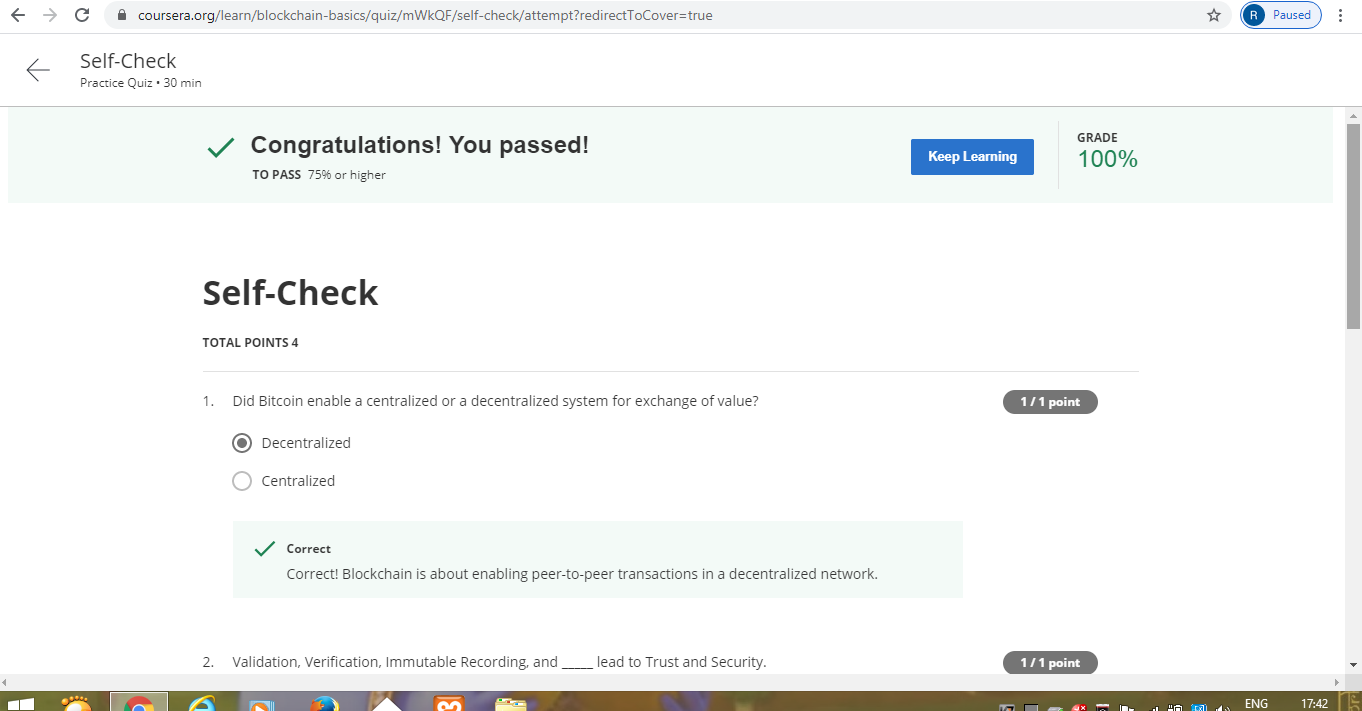 coursera.org/learn/blockchain-basics/quiz/mWkQF/self-check/attempt?redirectToCover=true
R Paused
Self-Check
Practice Quiz • 30 min
Congratulations! You passed!
TO PASS 75% or higher
Keep Learning
GRADE
100%
Self-Check
TOTAL POINTS 4
1. Did Bitcoin enable a centralized or a decentralized system for exchange of value?
1 / 1 point
Decentralized
Centralized
Correct
Correct! Blockchain is about enabling peer-to-peer transactions in a decentralized network.
2. Validation, Verification, Immutable Recording, and _____ lead to Trust and Security.
1 / 1 point
ENG
17:42